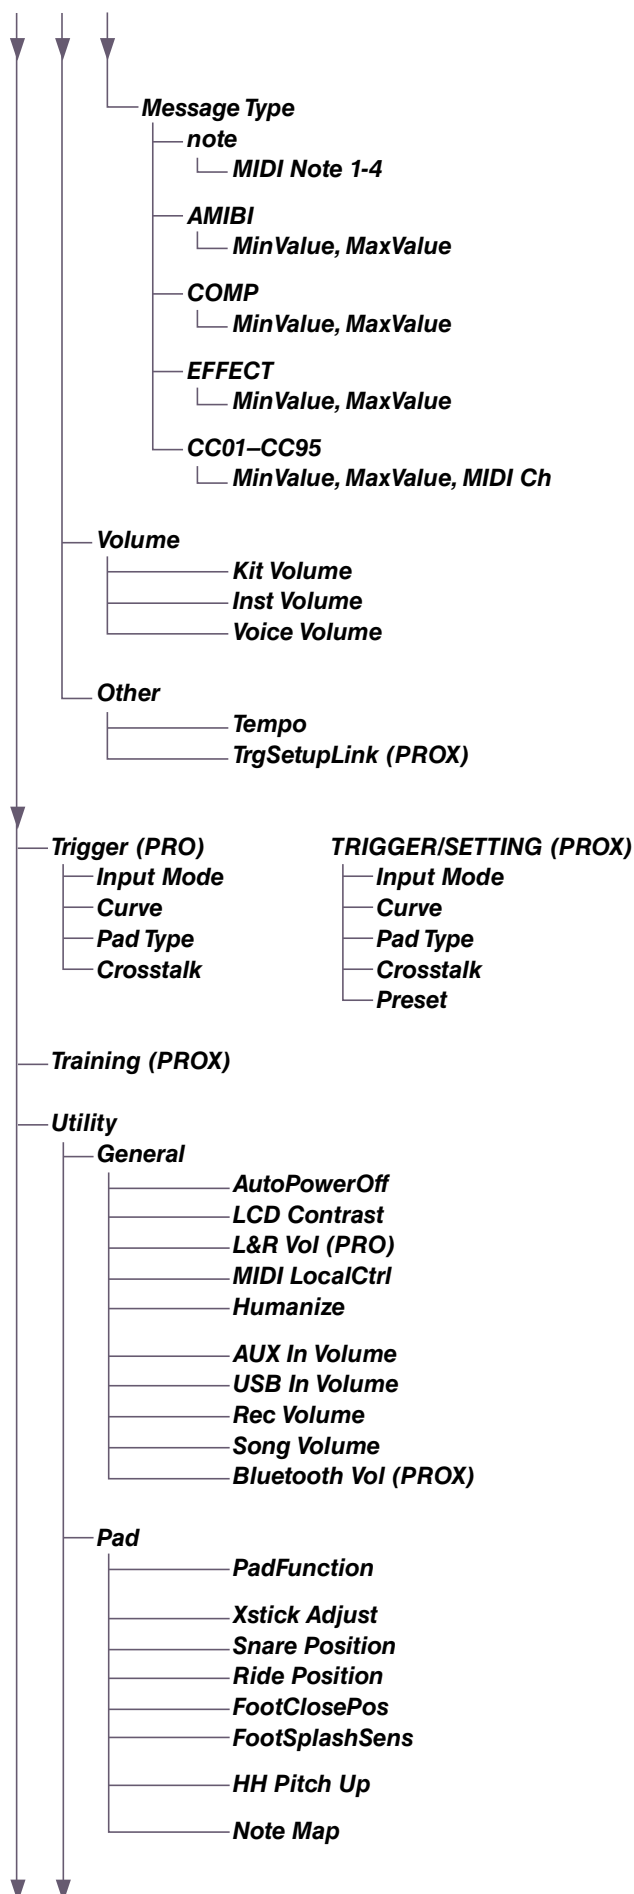 Message Type
note
MIDI Note 1-4
AMIBI
MinValue, MaxValue
COMP
MinValue, MaxValue
EFFECT
MinValue, MaxValue
CC01–CC95
MinValue, MaxValue, MIDI Ch
Volume
Kit Volume
Inst Volume
Voice Volume
Other
Tempo
TrgSetupLink (PROX)
Trigger (PRO)
Input Mode
Curve
Pad Type
Crosstalk
TRIGGER/SETTING (PROX)
Input Mode
Curve
Pad Type
Crosstalk
Preset
Training (PROX)
Utility
General
AutoPowerOff
LCD Contrast
L&R Vol (PRO)
MIDI LocalCtrl
Humanize
AUX In Volume
USB In Volume
Rec Volume
Song Volume
Bluetooth Vol (PROX)
Pad
PadFunction
Xstick Adjust
Snare Position
Ride Position
FootClosePos
FootSplashSens
HH Pitch Up
Note Map